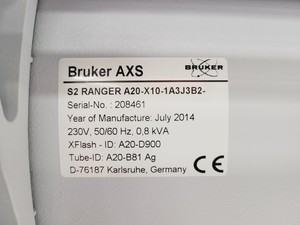 Bruker AXS
BRUKER
S2 RANGER A20-X10-1A3J3B2-
Serial-No. : 208461
Year of Manufacture: July 2014
230V, 50/60 Hz, 0,8 kVA
XFlash - ID: A20-D900
Tube-ID: A20-B81 Ag
D-76187 Karlsruhe, Germany